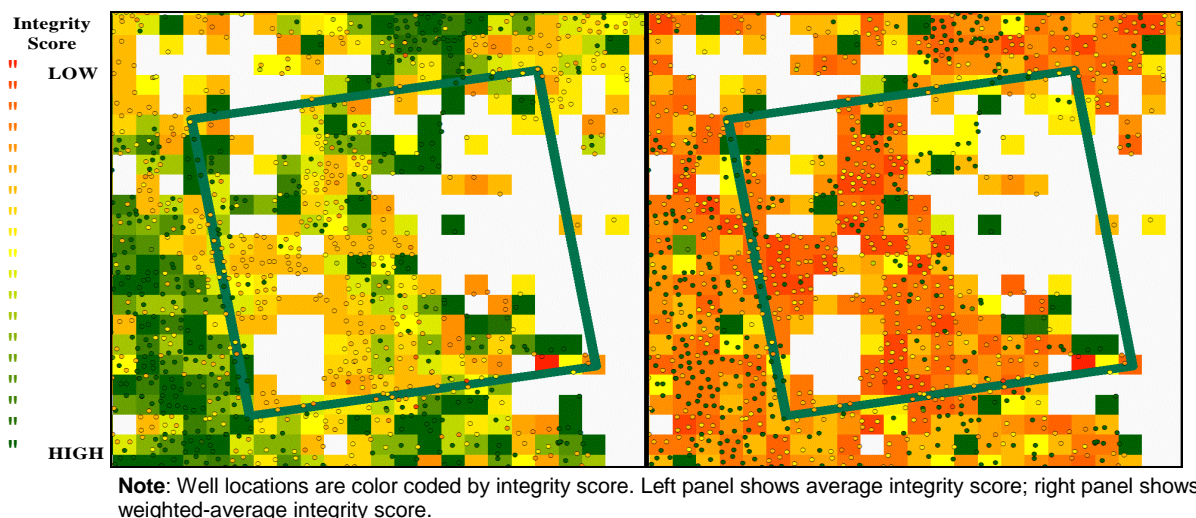 Integrity
Score
LOW
HIGH
Note: Well locations are color coded by integrity score. Left panel shows average integrity score; right panel shows
weighted-average integrity score.